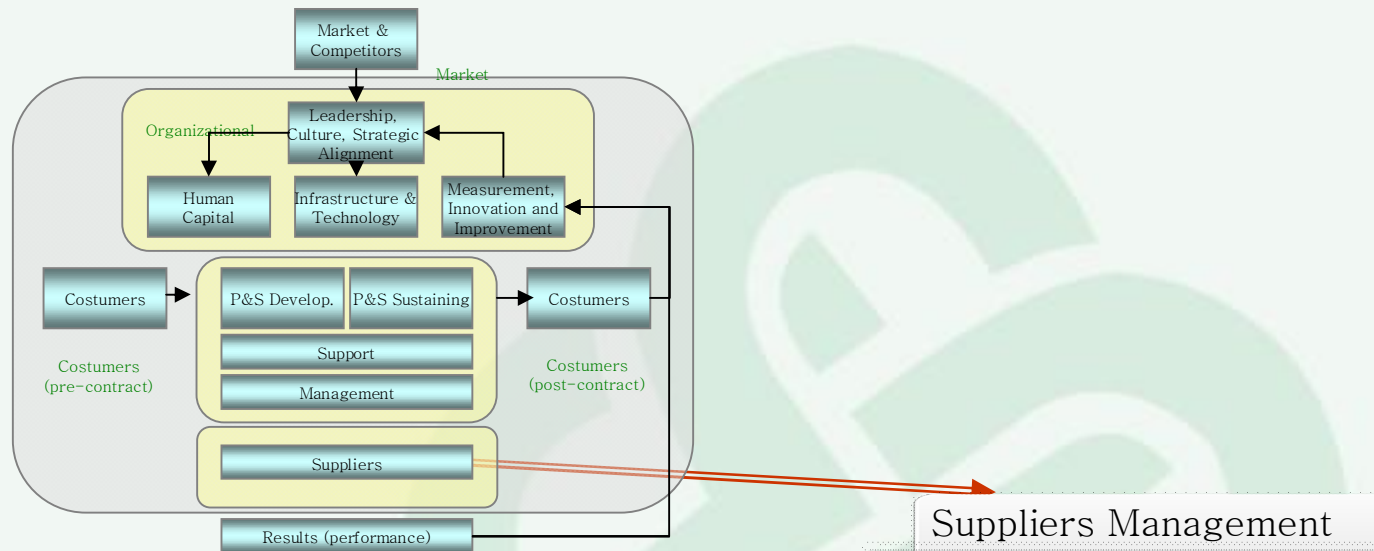 Market &
Competitors
Market
Leadership,
Culture, Strategic
Alignment
Organizational
Human
Capital
Infrastructure &
Technology
Measurement,
Innovation and
Improvement
Costumers
P&S Develop.
P&S Sustaining
Costumers
Support
Costumers
(pre-contract)
Costumers
(post-contract)
Management
Suppliers
Suppliers Management
Results (performance)